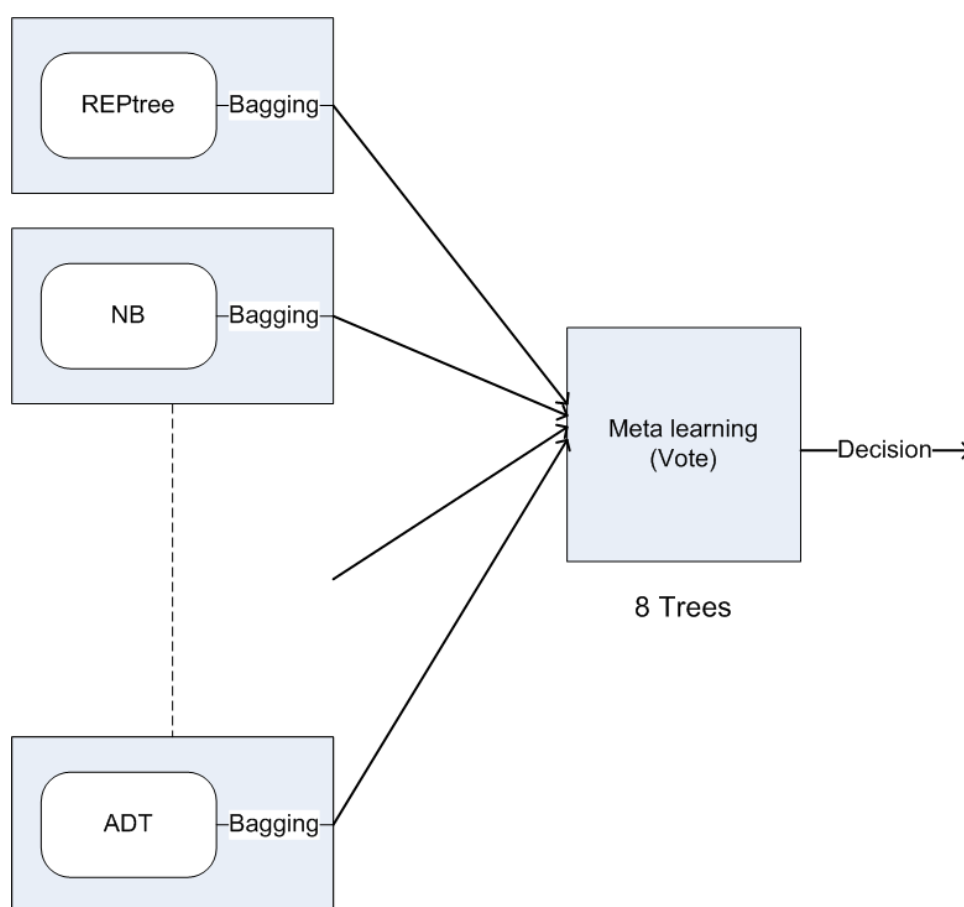 REPtree
Bagging
NB
Bagging
Meta learning
(Vote)
Decision
8 Trees
ADT
Bagging